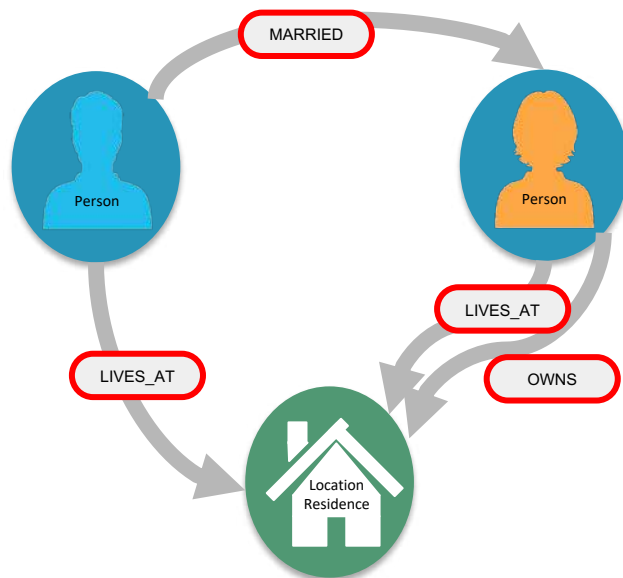 MARRIED
Person
Person
LIVES_AT
LIVES_AT
OWNS
Location
Residence